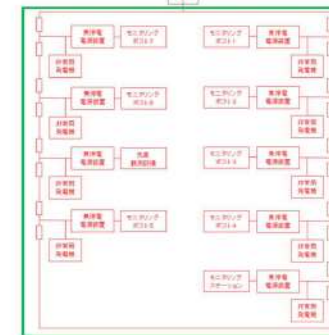 無停電
電源装置
モニタリング
ポスト-7
非常用
発電機
モニタリング
ポスト-1
無停電
電源装置
非常用
発電機
無停電
電源装置
モニタリング
ポスト-6
非常用
発電機
モニタリング
ポスト-2
無停電
電源装置
非常用
発電機
無停電
電源装置
気象
観測設備
非常用
発電機
モニタリング
ポスト-3
無停電
電源装置
非常用
発電機
無停電
電源装置
モニタリング
ポスト-5
非常用
発電機
モニタリング
ポスト-4
無停電
電源装置
非常用
発電機
モニタリング
ステーション
無停電
電源装置
非常用
発電機